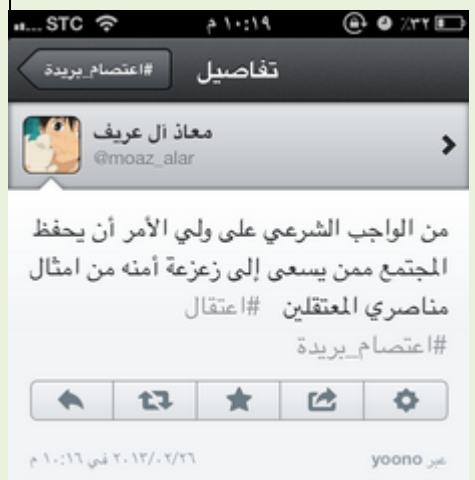 STC ١٠:١٩ م ٪٣٢
#اعتصام_بريدة تفاصيل
معاذ آل عريف
@moaz_alar
من الواجب الشرعي على ولي الأمر أن يحفظ
المجتمع ممن يسعى إلى زعزعة أمنه من امثال
مناصري المعتقلين #اعتقال
#اعتصام_بريدة
عبر yoono ٢٠١٣/٠٢/٢٦ في ١٠:١٦ م